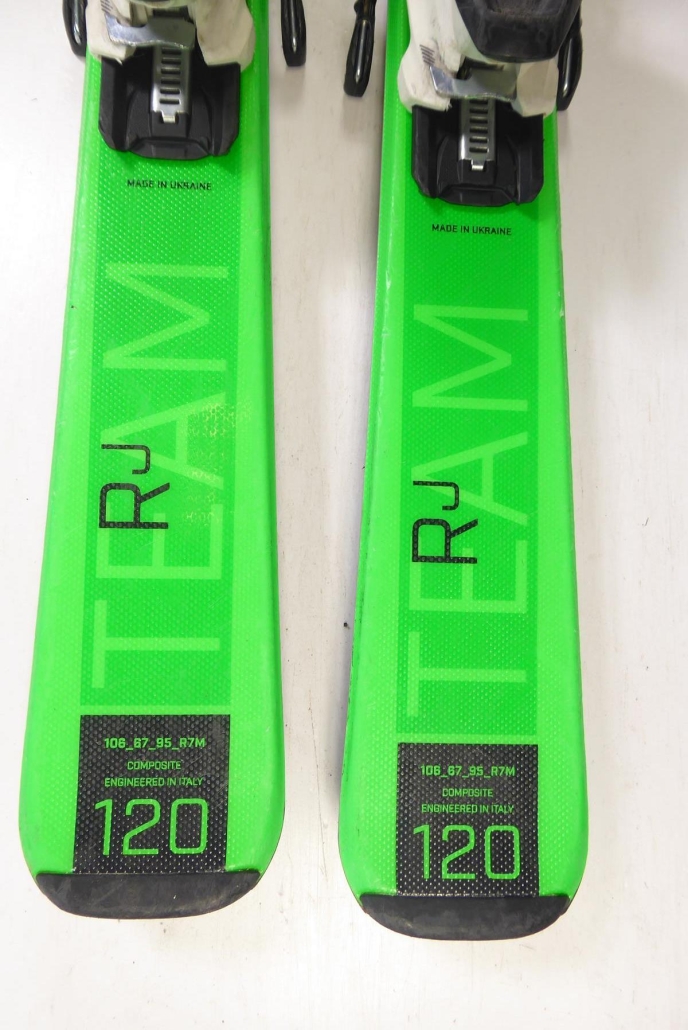 MADE IN UKRAINE
TEAM
RJ
106_67_95_R7M
COMPOSITE
ENGINEERED IN ITALY
120
MADE IN UKRAINE
TEAM
RJ
106_67_95_R7M
COMPOSITE
ENGINEERED IN ITALY
120